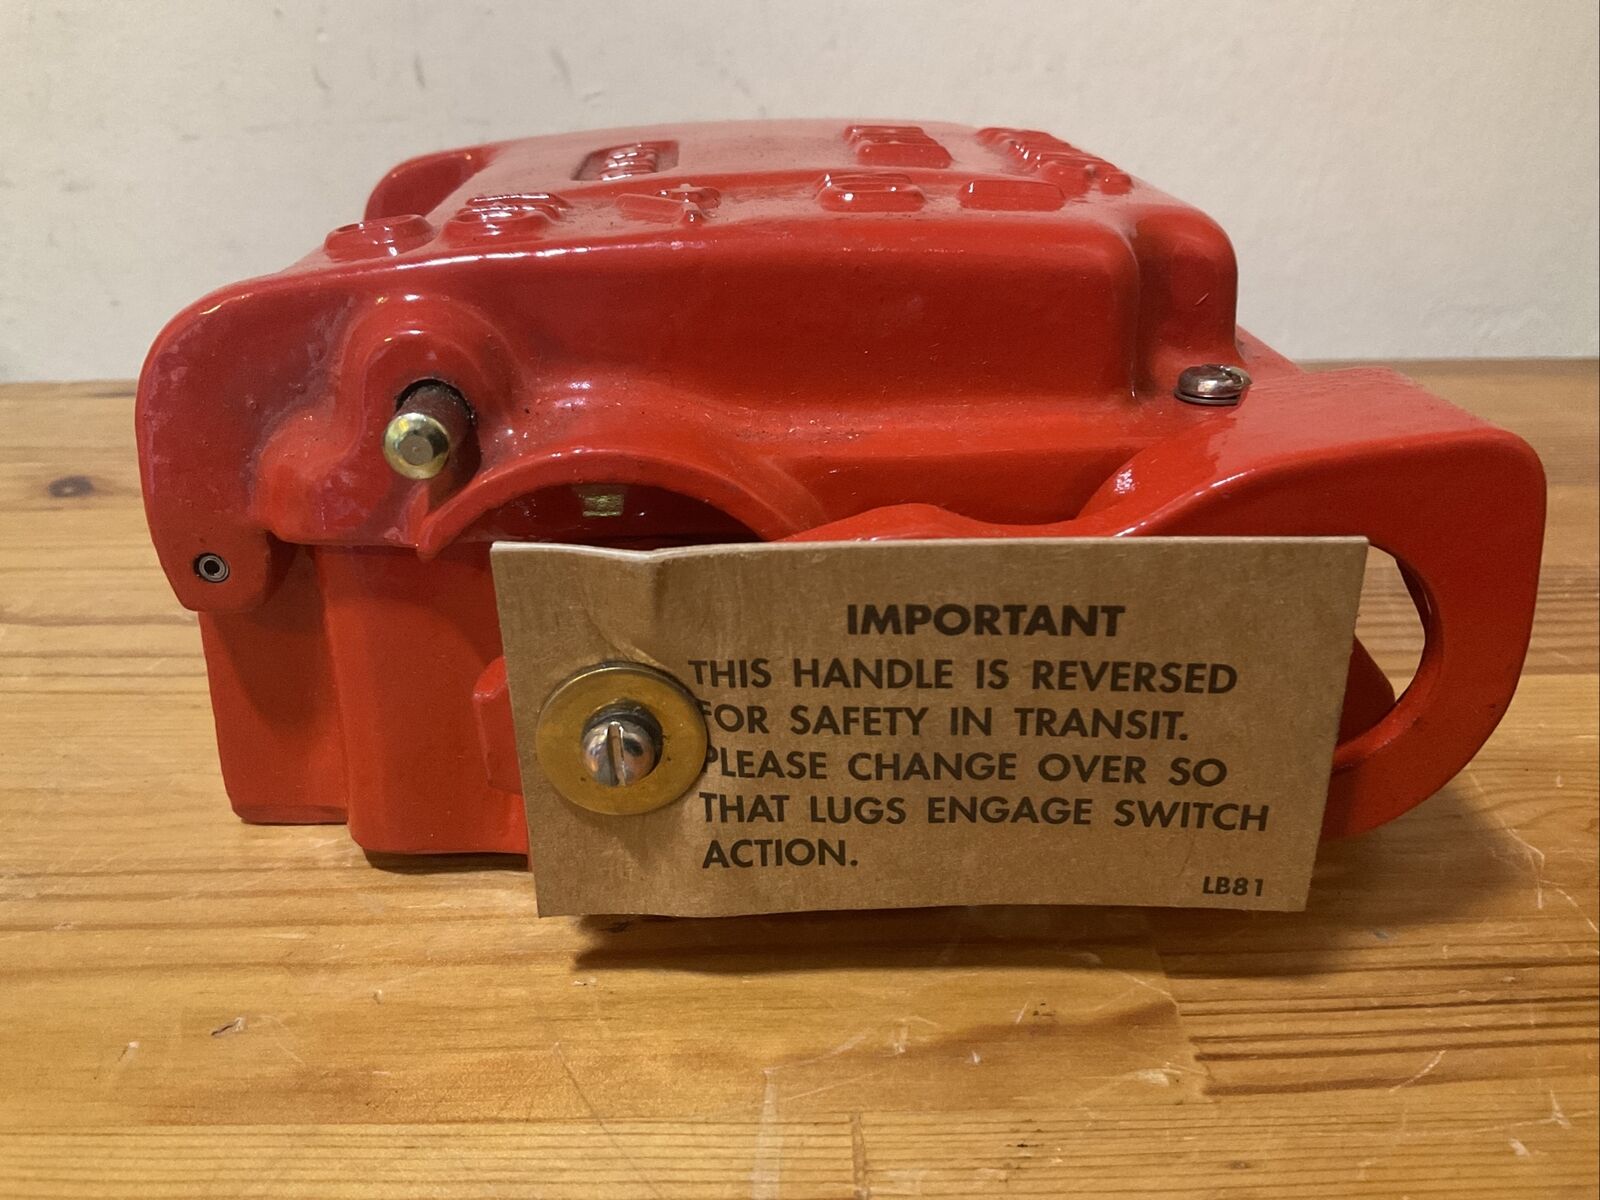 IMPORTANT
THIS HANDLE IS REVERSED
FOR SAFETY IN TRANSIT.
PLEASE CHANGE OVER SO
THAT LUGS ENGAGE SWITCH
ACTION.
LB81